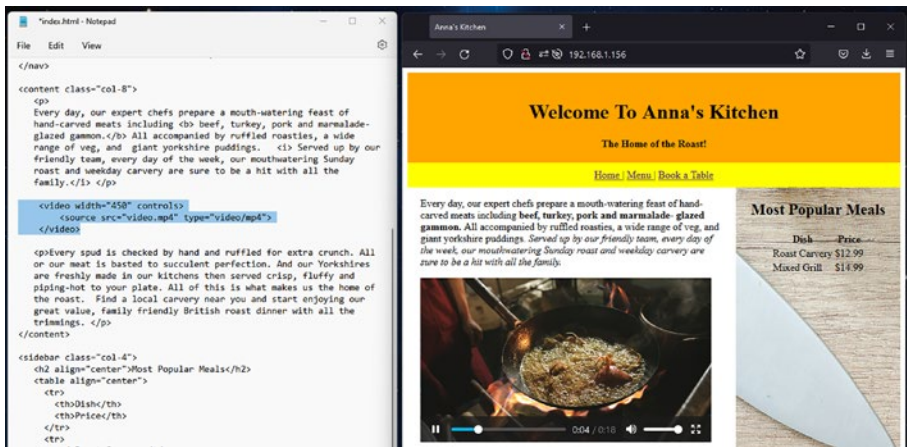 *index.html - Notepad
File Edit View
</nav>
<content class="col-8">
<p>
Every day, our expert chefs prepare a mouth-watering feast of
hand-carved meats including <b> beef, turkey, pork and marmalade-
glazed gammon.</b> All accompanied by ruffled roasties, a wide
range of veg, and giant yorkshire puddings. <i> Served up by our
friendly team, every day of the week, our mouthwatering Sunday
roast and weekday carvery are sure to be a hit with all the
family.</i> </p>
<video width="450" controls>
<source src="video.mp4" type="video/mp4">
</video>
<p>Every spud is checked by hand and ruffled for extra crunch. All
or our meat is basted to succulent perfection. And our Yorkshires
are freshly made in our kitchens then served crisp, fluffy and
piping-hot to your plate. All of this is what makes us the home of
the roast. Find a local carvery near you and start enjoying our
great value, family friendly British roast dinner with all the
trimmings. </p>
</content>
<sidebar class="col-4">
<h2 align="center">Most Popular Meals</h2>
<table align="center">
<tr>
<th>Dish</th>
<th>Price</th>
</tr>
<tr>
Anna's Kitchen
192.168.1.156
Welcome To Anna's Kitchen
The Home of the Roast!
Home | Menu | Book a Table
Every day, our expert chefs prepare a mouth-watering feast of hand-
carved meats including beef, turkey, pork and marmalade- glazed
gammon. All accompanied by ruffled roasties, a wide range of veg, and
giant yorkshire puddings. Served up by our friendly team, every day of
the week, our mouthwatering Sunday roast and weekday carvery are
sure to be a hit with all the family.
0:04 / 0:18
Most Popular Meals
Dish Price
Roast Carvery $12.99
Mixed Grill $14.99